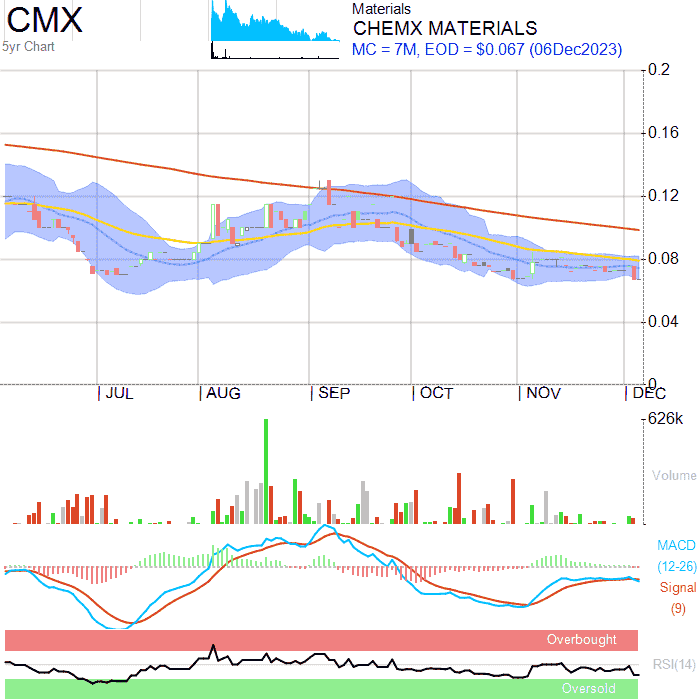 CMX
5yr Chart
Materials
CHEMX MATERIALS
MC = 7M, EOD = $0.067 (06Dec2023)
0.2
0.16
0.12
0.08
0.04
0
JUL AUG SEP OCT NOV DEC
626k
Volume
MACD
(12-26)
Signal
(9)
Overbought
RSI(14)
Oversold